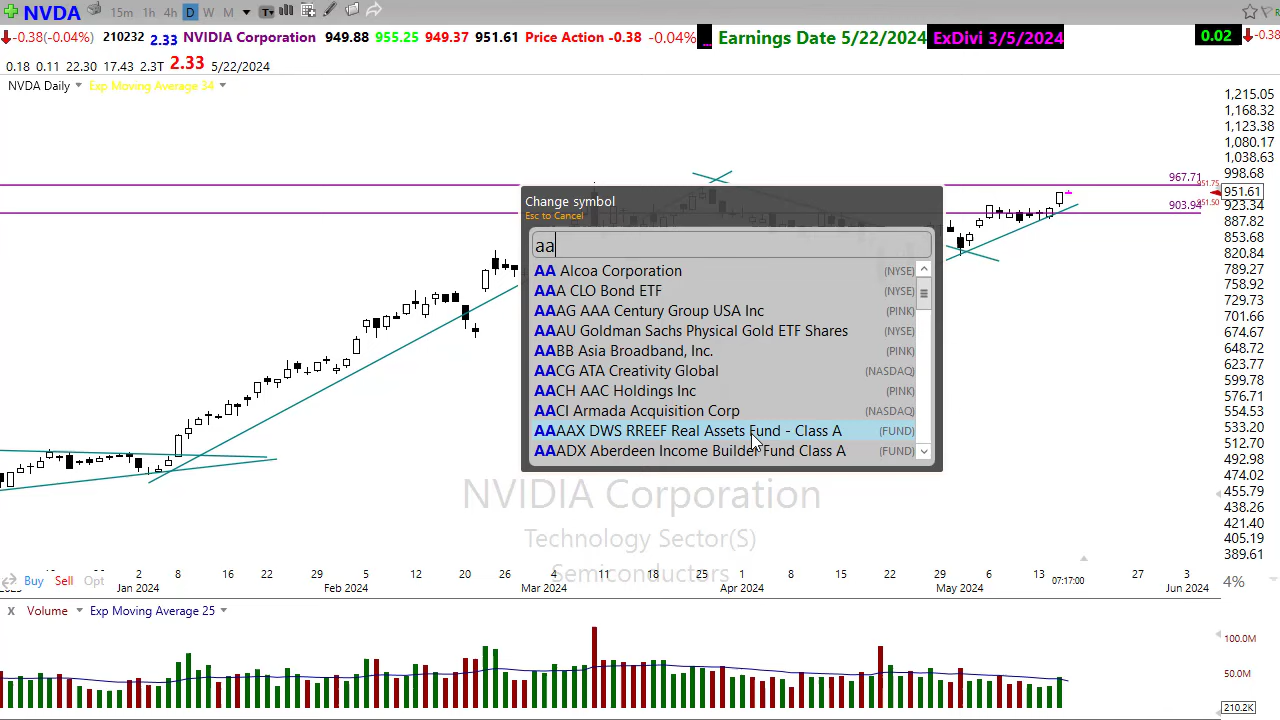 NVDA 15m 1h 4h D W M T
-0.38(-0.04%) 210232 2.33 NVIDIA Corporation 949.88 955.25 949.37 951.61 Price Action -0.38 -0.04% ... Earnings Date 5/22/2024 ExDivi 3/5/2024 0.02 -0.38
0.18 0.11 22.30 17.43 2.3T 2.33 5/22/2024
NVDA Daily Exp Moving Average 34
1,215.05
1,168.32
1,123.38
1,080.17
1,038.63
998.68
967.71
951.75
951.61
951.50
903.94
923.34
887.82
853.68
820.84
789.27
758.92
729.73
701.66
674.67
648.72
623.77
599.78
576.71
554.53
533.20
512.70
492.98
474.02
455.79
438.26
421.40
405.19
389.61
Change symbol
Esc to Cancel
aa
AA Alcoa Corporation (NYSE)
AAA CLO Bond ETF (NYSE)
AAAG AAA Century Group USA Inc (PINK)
AAAU Goldman Sachs Physical Gold ETF Shares (NYSE)
AABB Asia Broadband, Inc. (PINK)
AACG ATA Creativity Global (NASDAQ)
AACH AAC Holdings Inc (PINK)
AACI Armada Acquisition Corp (NASDAQ)
AAAAX DWS RREEF Real Assets Fund - Class A (FUND)
AAADX Aberdeen Income Builder Fund Class A (FUND)
NVIDIA Corporation
Technology Sector(S)
Semiconductors
Buy Sell Opt
2 8 16 22 29 5 12 20 27 4 11 18 25 1 8 15 22 29 6 13 27 3
Jan 2024 Feb 2024 Mar 2024 Apr 2024 May 2024 07:17:00 Jun 2024
4%
X Volume Exp Moving Average 25
100.0M
50.0M
210.2K